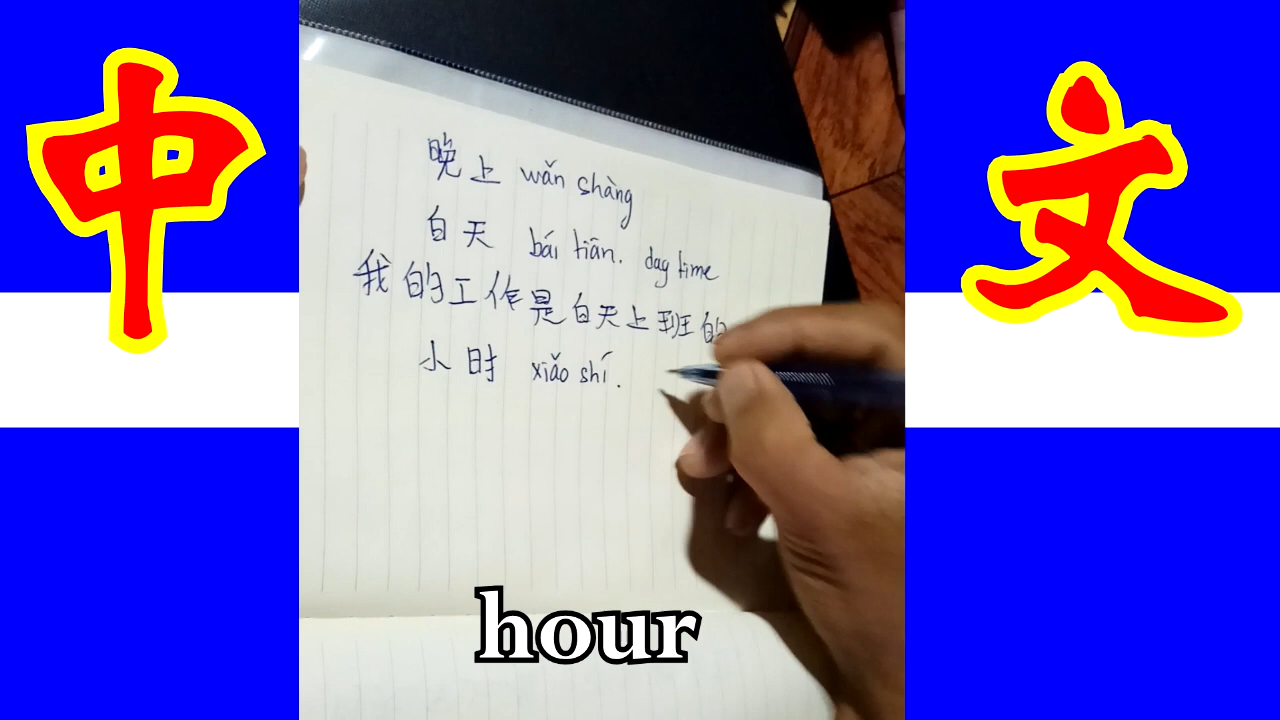 中
文
晚上 wǎn shàng
白天 bái tiān. day time
我的工作是白天上班的
小时 xiǎo shí.
hour